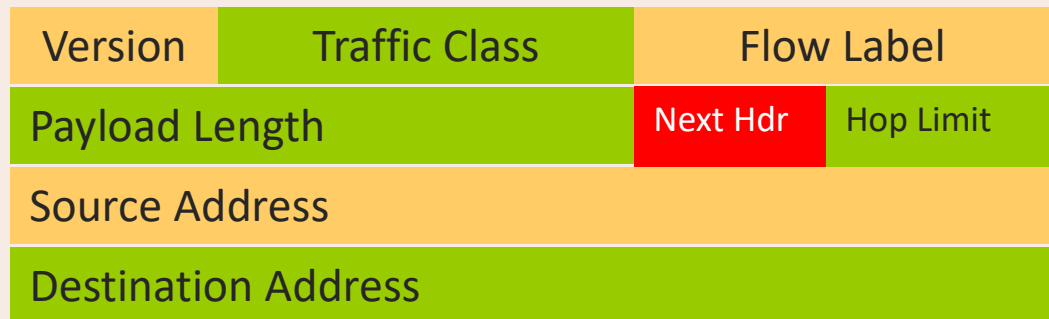 Version Traffic Class Flow Label
Payload Length Next Hdr Hop Limit
Source Address
Destination Address